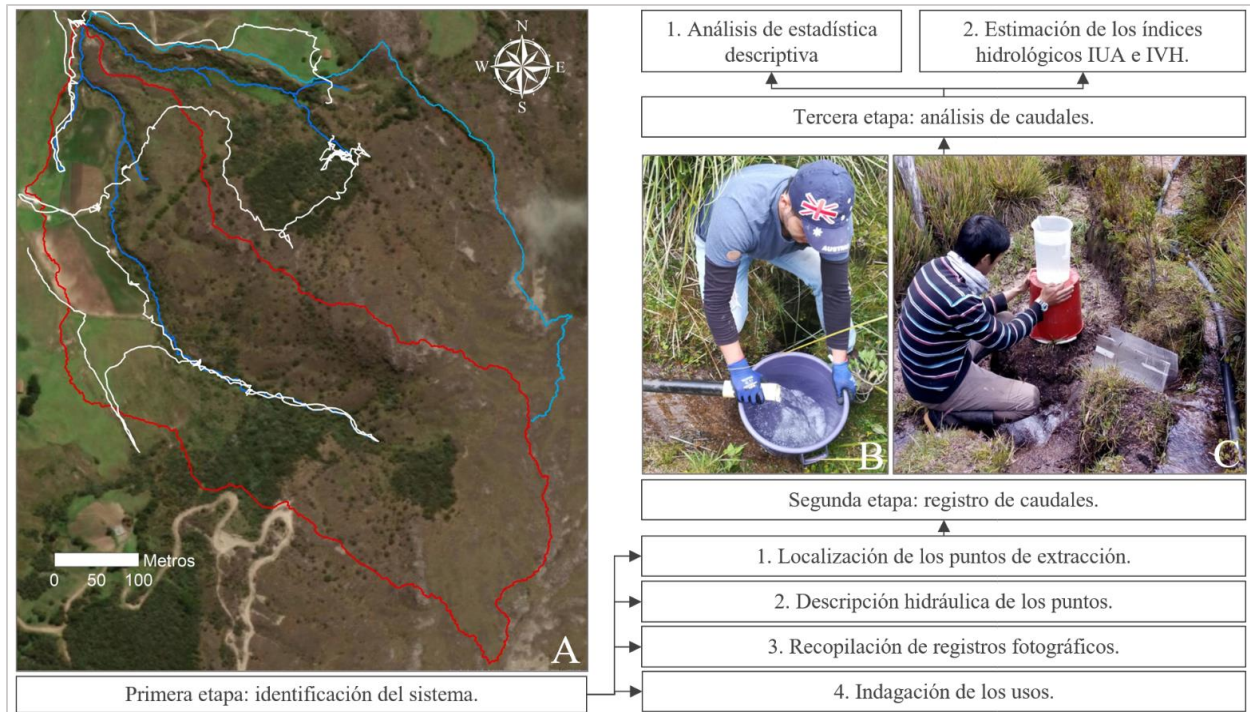 N
W
E
S
Metros
0 50 100
A
Primera etapa: identificación del sistema.
1. Análisis de estadística
descriptiva
2. Estimación de los índices
hidrológicos IUA e IVH.
Tercera etapa: análisis de caudales.
AUSTRALIA
B
C
Segunda etapa: registro de caudales.
1. Localización de los puntos de extracción.
2. Descripción hidráulica de los puntos.
3. Recopilación de registros fotográficos.
4. Indagación de los usos.